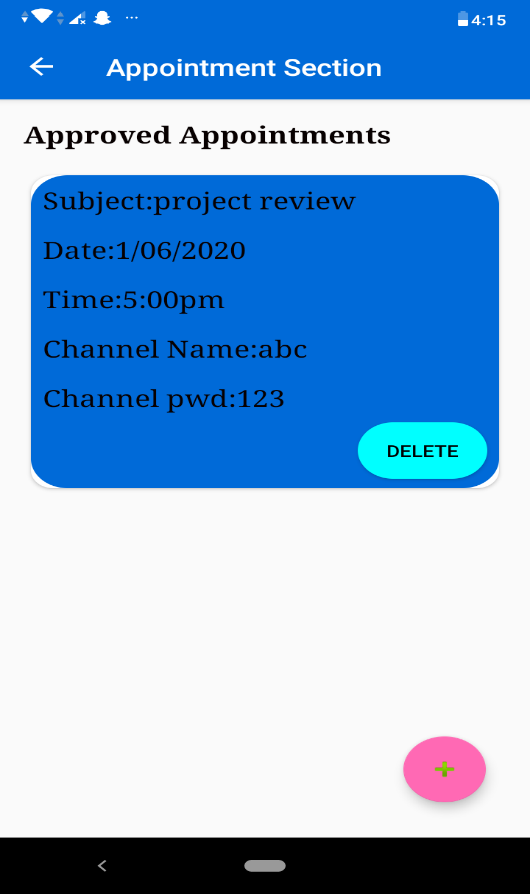 4:15
Appointment Section
Approved Appointments
Subject:project review
Date:1/06/2020
Time:5:00pm
Channel Name:abc
Channel pwd:123
DELETE